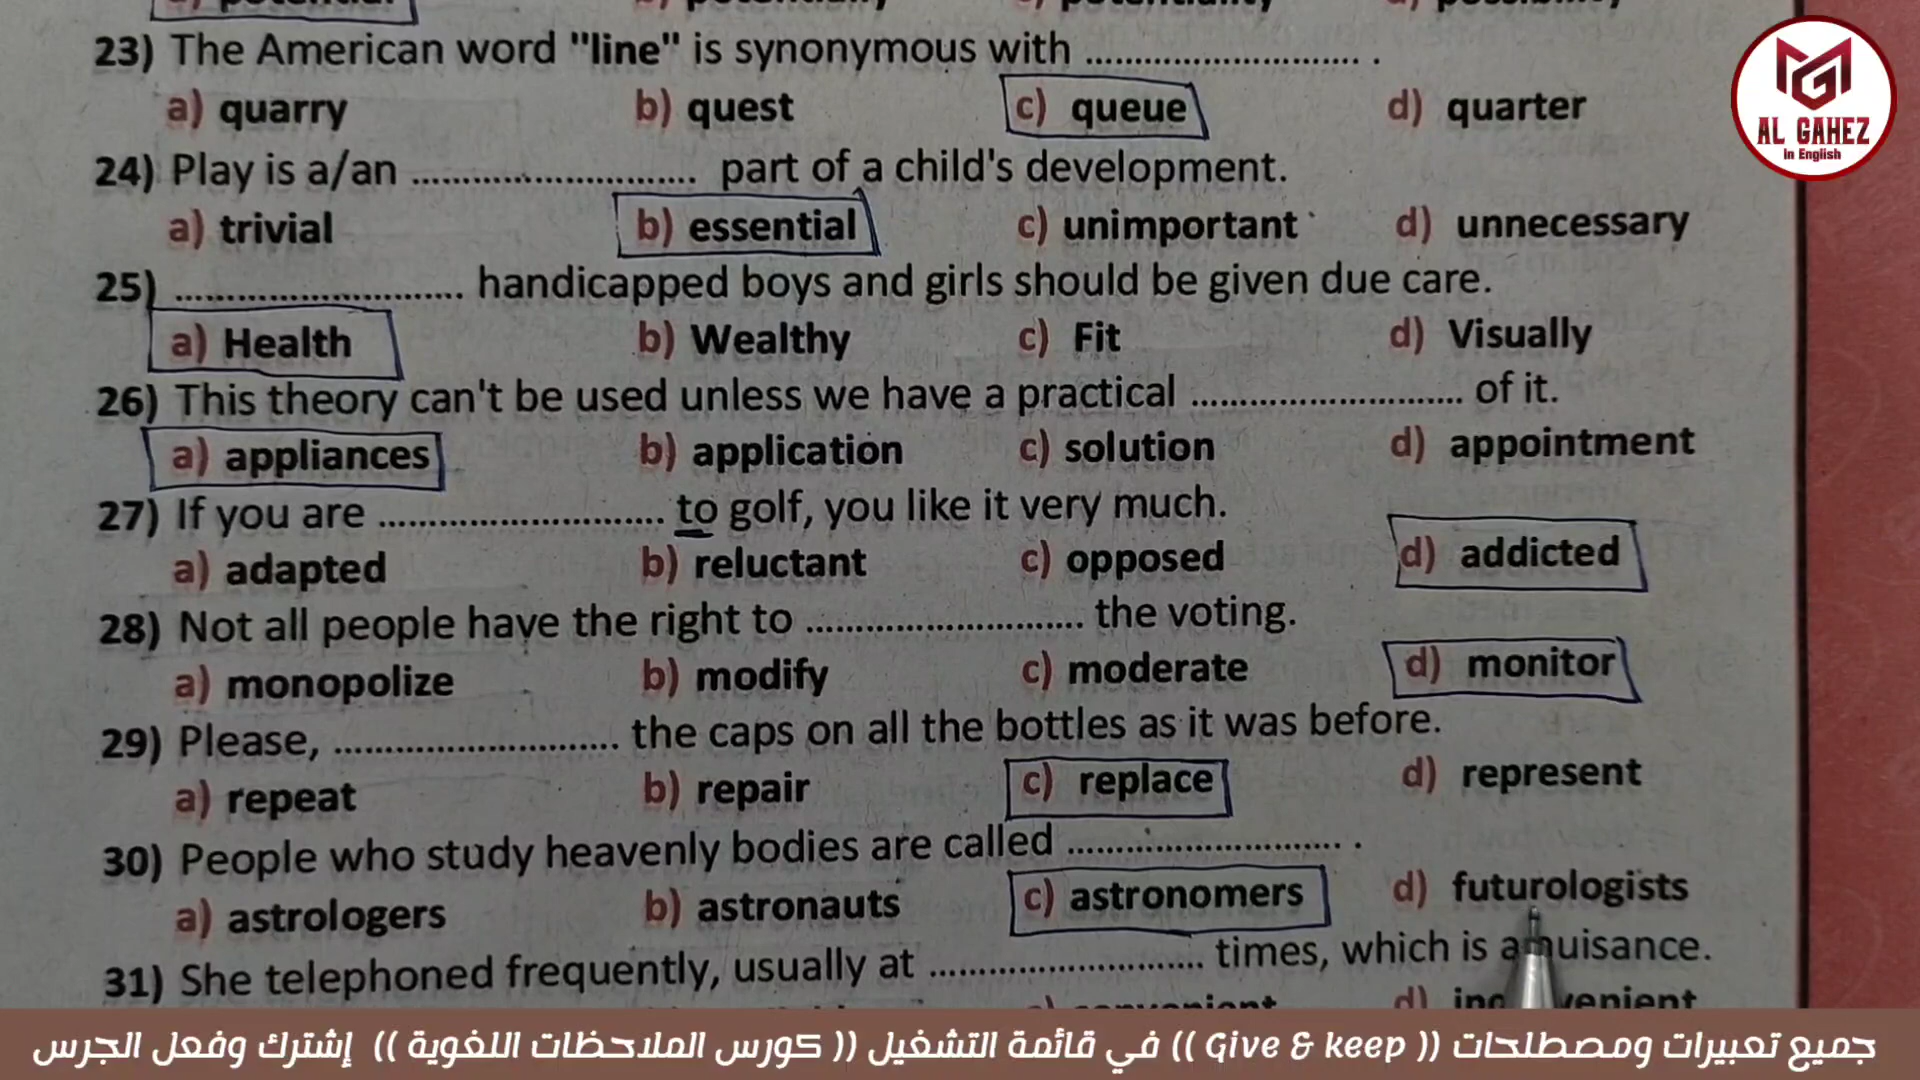 23) The American word "line" is synonymous with ............................ .
a) quarry b) quest c) queue d) quarter
24) Play is a/an ............................ part of a child's development.
a) trivial b) essential c) unimportant d) unnecessary
25) ............................ handicapped boys and girls should be given due care.
a) Health b) Wealthy c) Fit d) Visually
26) This theory can't be used unless we have a practical ............................ of it.
a) appliances b) application c) solution d) appointment
27) If you are ............................ to golf, you like it very much.
a) adapted b) reluctant c) opposed d) addicted
28) Not all people have the right to ............................ the voting.
a) monopolize b) modify c) moderate d) monitor
29) Please, ............................ the caps on all the bottles as it was before.
a) repeat b) repair c) replace d) represent
30) People who study heavenly bodies are called ............................ .
a) astrologers b) astronauts c) astronomers d) futurologists
31) She telephoned frequently, usually at ............................ times, which is a nuisance.
MG
AL GAHEZ
in English
جميع تعبيرات ومصطلحات (( Give & keep )) في قائمة التشغيل (( كورس الملاحظات اللغوية )) إشترك وفعل الجرس